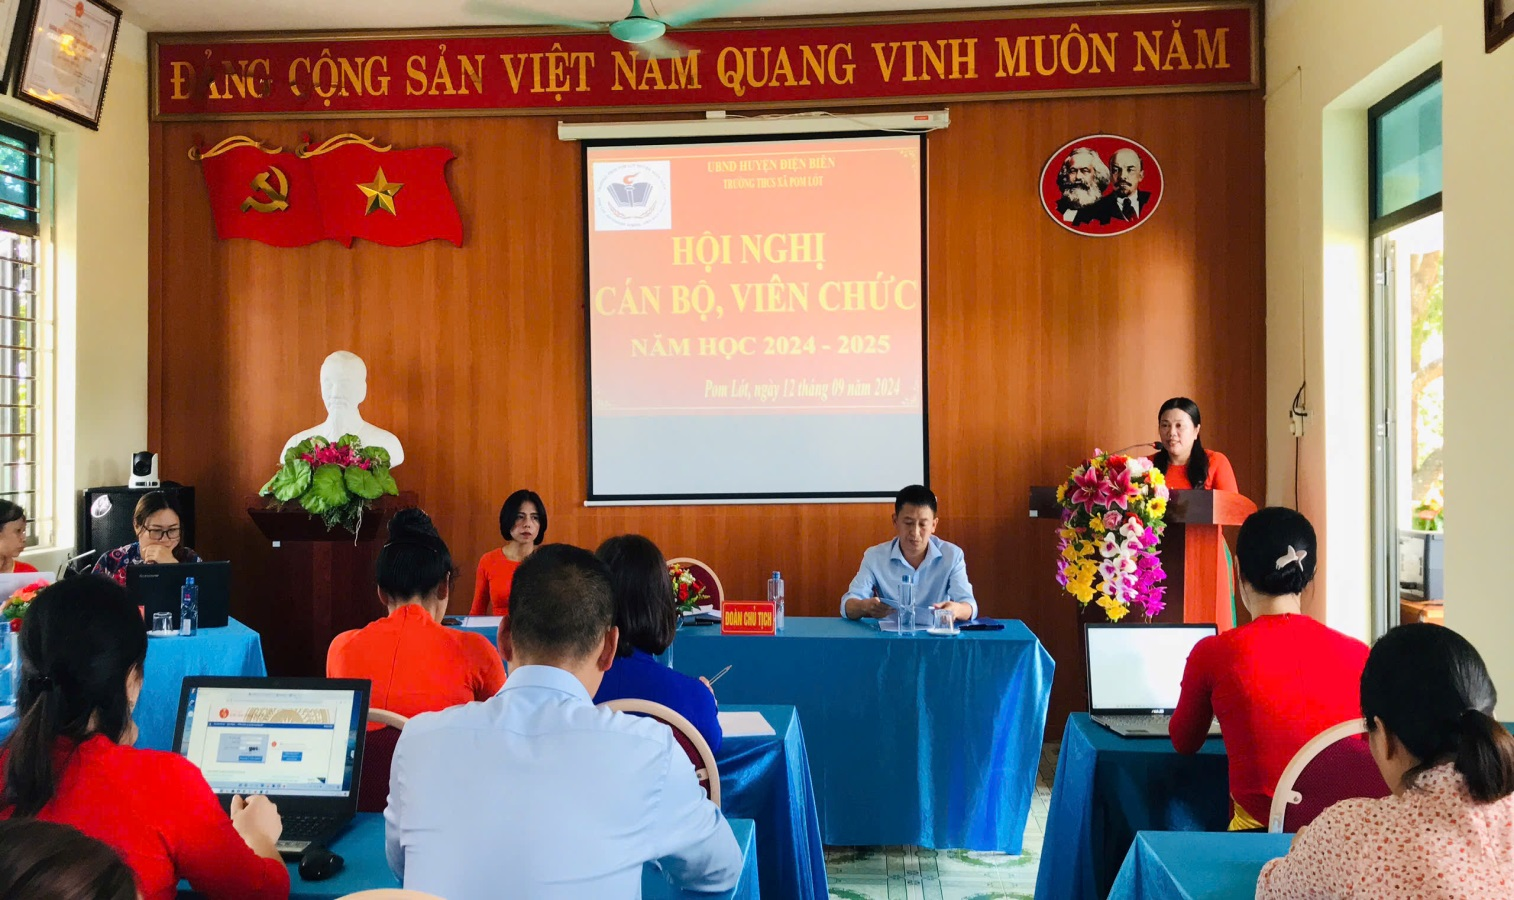 ĐẢNG CỘNG SẢN VIỆT NAM QUANG VINH MUÔN NĂM
UBND HUYỆN ĐIỆN BIÊN
TRƯỜNG THCS XÃ POM LÓT
HỘI NGHỊ
CÁN BỘ, VIÊN CHỨC
NĂM HỌC 2024 - 2025
Pom Lót, ngày 12 tháng 09 năm 2024
ĐOÀN CHỦ TỊCH